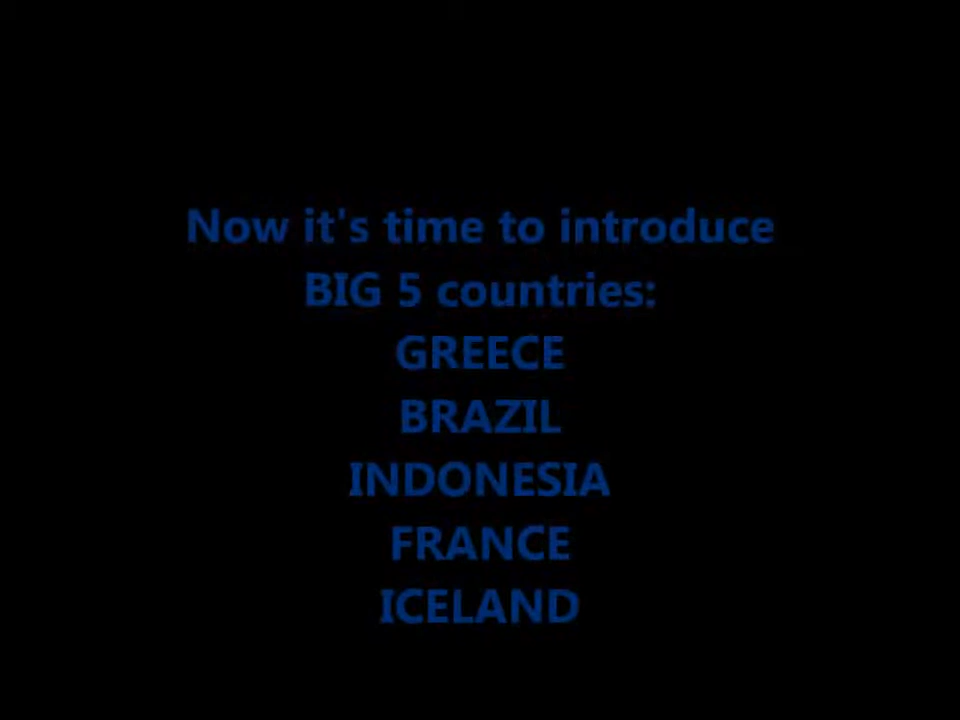 Now it's time to introduce
BIG 5 countries:
GREECE
BRAZIL
INDONESIA
FRANCE
ICELAND